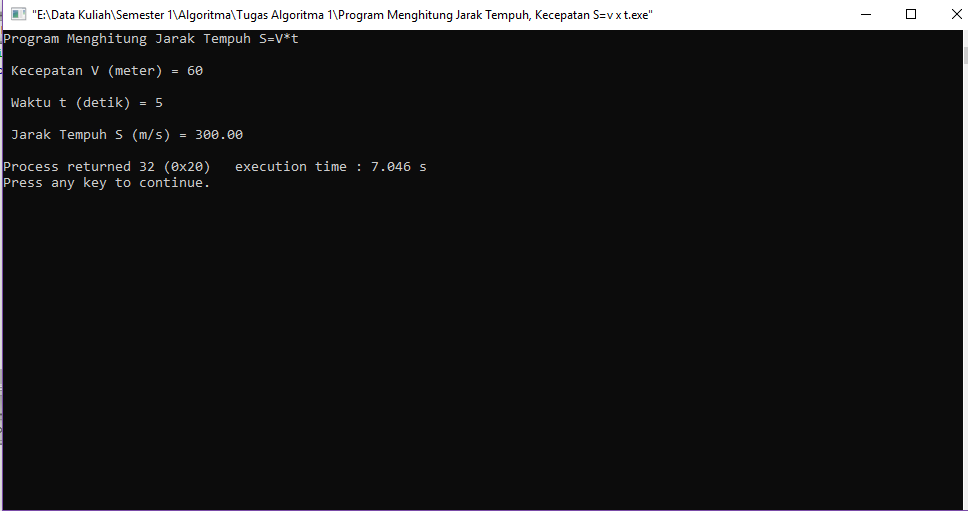 "E:\Data Kuliah\Semester 1\Algoritma\Tugas Algoritma 1\Program Menghitung Jarak Tempuh, Kecepatan S=v x t.exe"
Program Menghitung Jarak Tempuh S=V*t
Kecepatan V (meter) = 60
Waktu t (detik) = 5
Jarak Tempuh S (m/s) = 300.00
Process returned 32 (0x20)   execution time : 7.046 s
Press any key to continue.